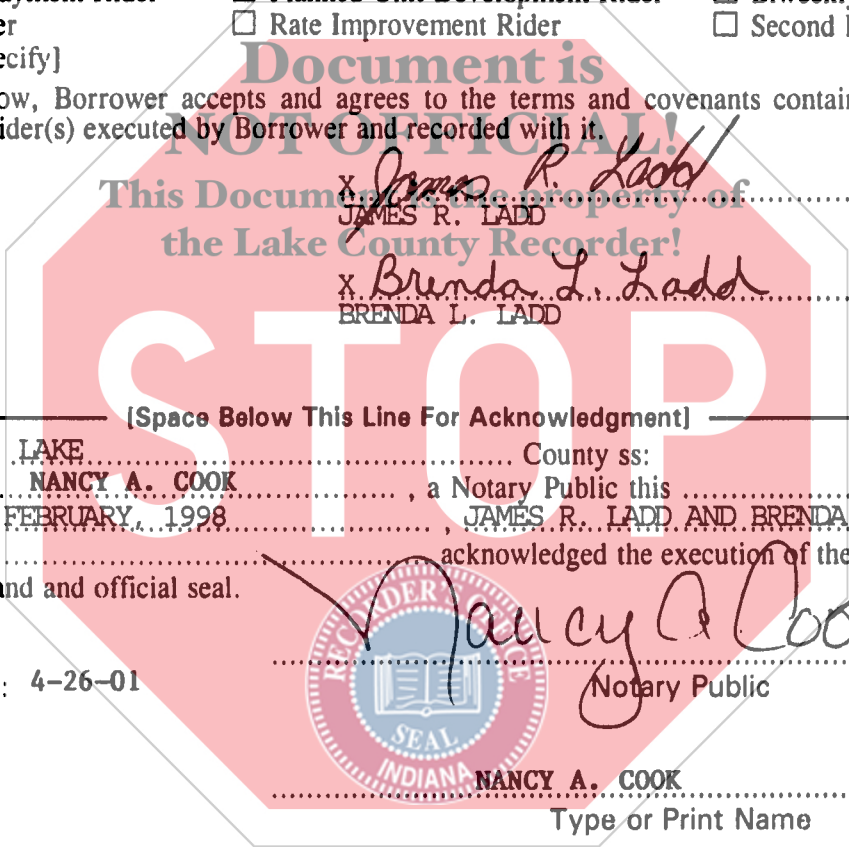 ☐ Rate Improvement Rider ☐ Second
ecify]
Document is
ow, Borrower accepts and agrees to the terms and covenants contain
ider(s) executed by Borrower and recorded with it.
NOT OFFICIAL!
X James R. Ladd
This Document is the property of
JAMES R. LADD
the Lake County Recorder!
X Brenda L. Ladd
BRENDA L. LADD
STOP
[Space Below This Line For Acknowledgment]
LAKE County ss:
NANCY A. COOK, a Notary Public this
FEBRUARY, 1998, JAMES R. LADD AND BRENDA
acknowledged the execution of the
nd and official seal.
Nancy A Coo
RECORDER'S OFFICE
: 4-26-01
Notary Public
SEAL
INDIANA
NANCY A. COOK
Type or Print Name